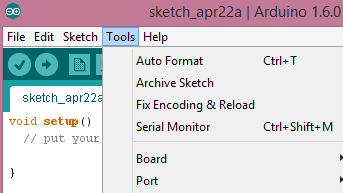 sketch_apr22a | Arduino 1.6.0
File Edit Sketch Tools Help
Auto Format Ctrl+T
Archive Sketch
sketch_apr22a
Fix Encoding & Reload
void setup()
Serial Monitor Ctrl+Shift+M
// put your
Board
}
Port